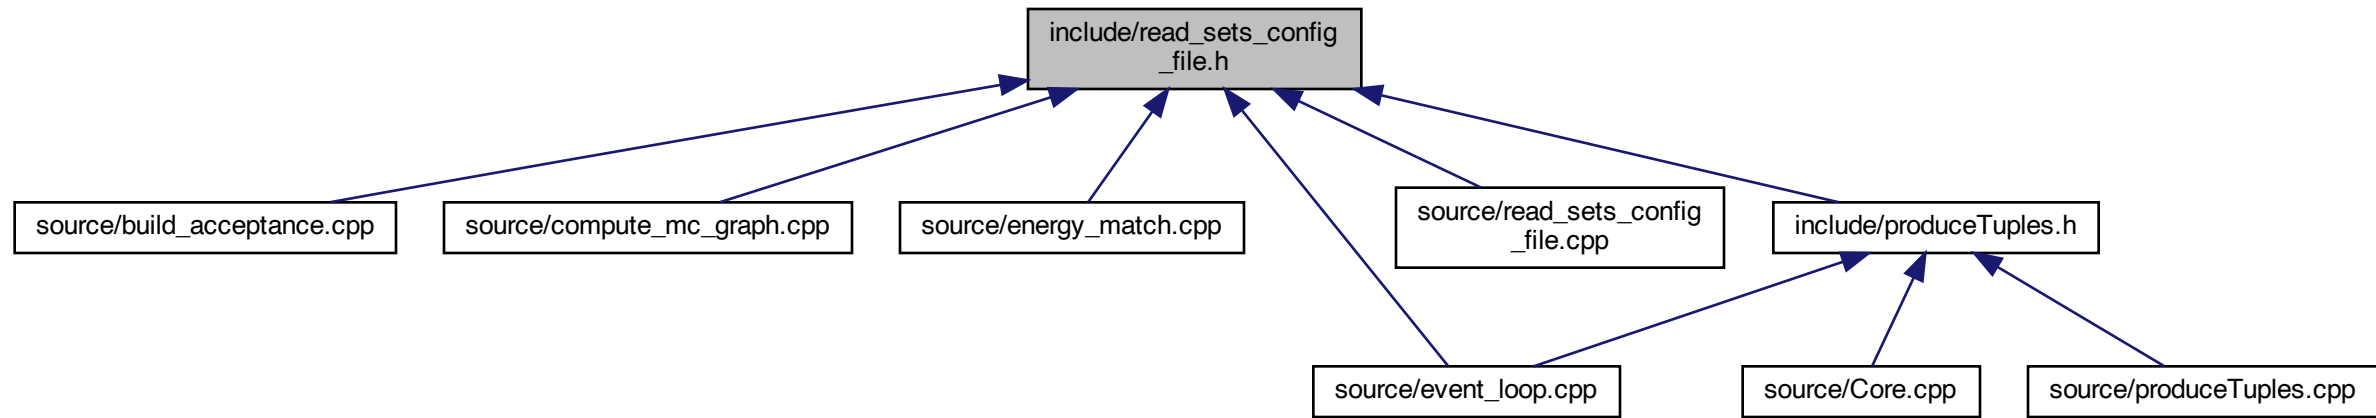 include/read_sets_config
_file.h
source/build_acceptance.cpp
source/compute_mc_graph.cpp
source/energy_match.cpp
source/read_sets_config
_file.cpp
include/produceTuples.h
source/event_loop.cpp
source/Core.cpp
source/produceTuples.cpp